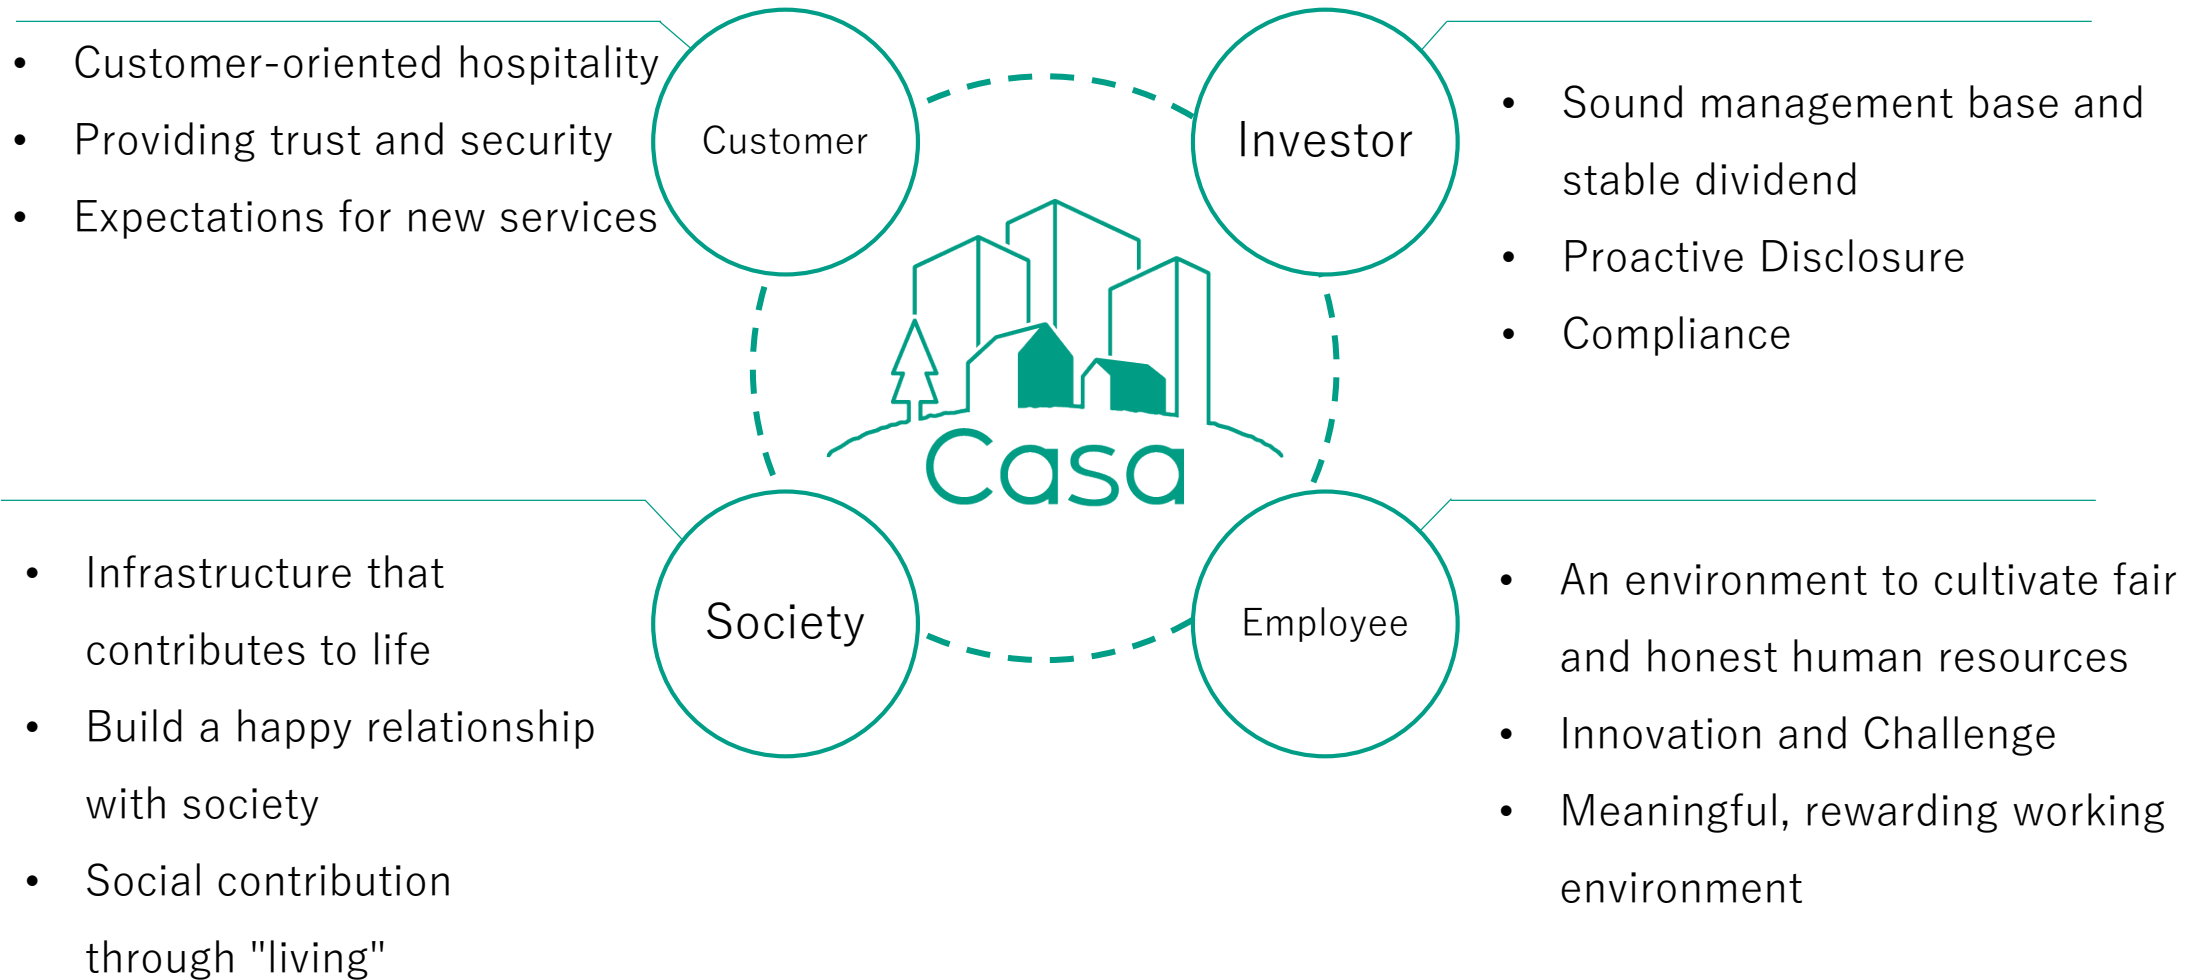 Customer
• Customer-oriented hospitality
• Providing trust and security
• Expectations for new services
Investor
• Sound management base and
stable dividend
• Proactive Disclosure
• Compliance
Casa
Society
• Infrastructure that
contributes to life
• Build a happy relationship
with society
• Social contribution
through "living"
Employee
• An environment to cultivate fair
and honest human resources
• Innovation and Challenge
• Meaningful, rewarding working
environment